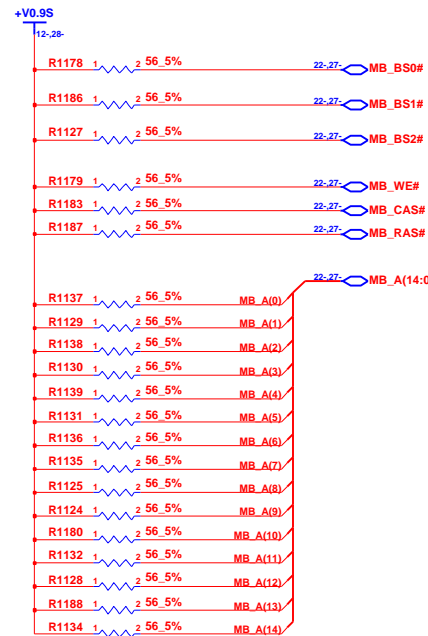 +V0.9S
12-,28-
R1178 1 2 56_5% 22-,27- MB_BS0#
R1186 1 2 56_5% 22-,27- MB_BS1#
R1127 1 2 56_5% 22-,27- MB_BS2#
R1179 1 2 56_5% 22-,27- MB_WE#
R1183 1 2 56_5% 22-,27- MB_CAS#
R1187 1 2 56_5% 22-,27- MB_RAS#
22-,27- MB_A(14:0
R1137 1 2 56_5% MB_A(0)
R1129 1 2 56_5% MB_A(1)
R1138 1 2 56_5% MB_A(2)
R1130 1 2 56_5% MB_A(3)
R1139 1 2 56_5% MB_A(4)
R1131 1 2 56_5% MB_A(5)
R1136 1 2 56_5% MB_A(6)
R1135 1 2 56_5% MB_A(7)
R1125 1 2 56_5% MB_A(8)
R1124 1 2 56_5% MB_A(9)
R1180 1 2 56_5% MB_A(10)
R1132 1 2 56_5% MB_A(11)
R1128 1 2 56_5% MB_A(12)
R1188 1 2 56_5% MB_A(13)
R1134 1 2 56_5% MB_A(14)